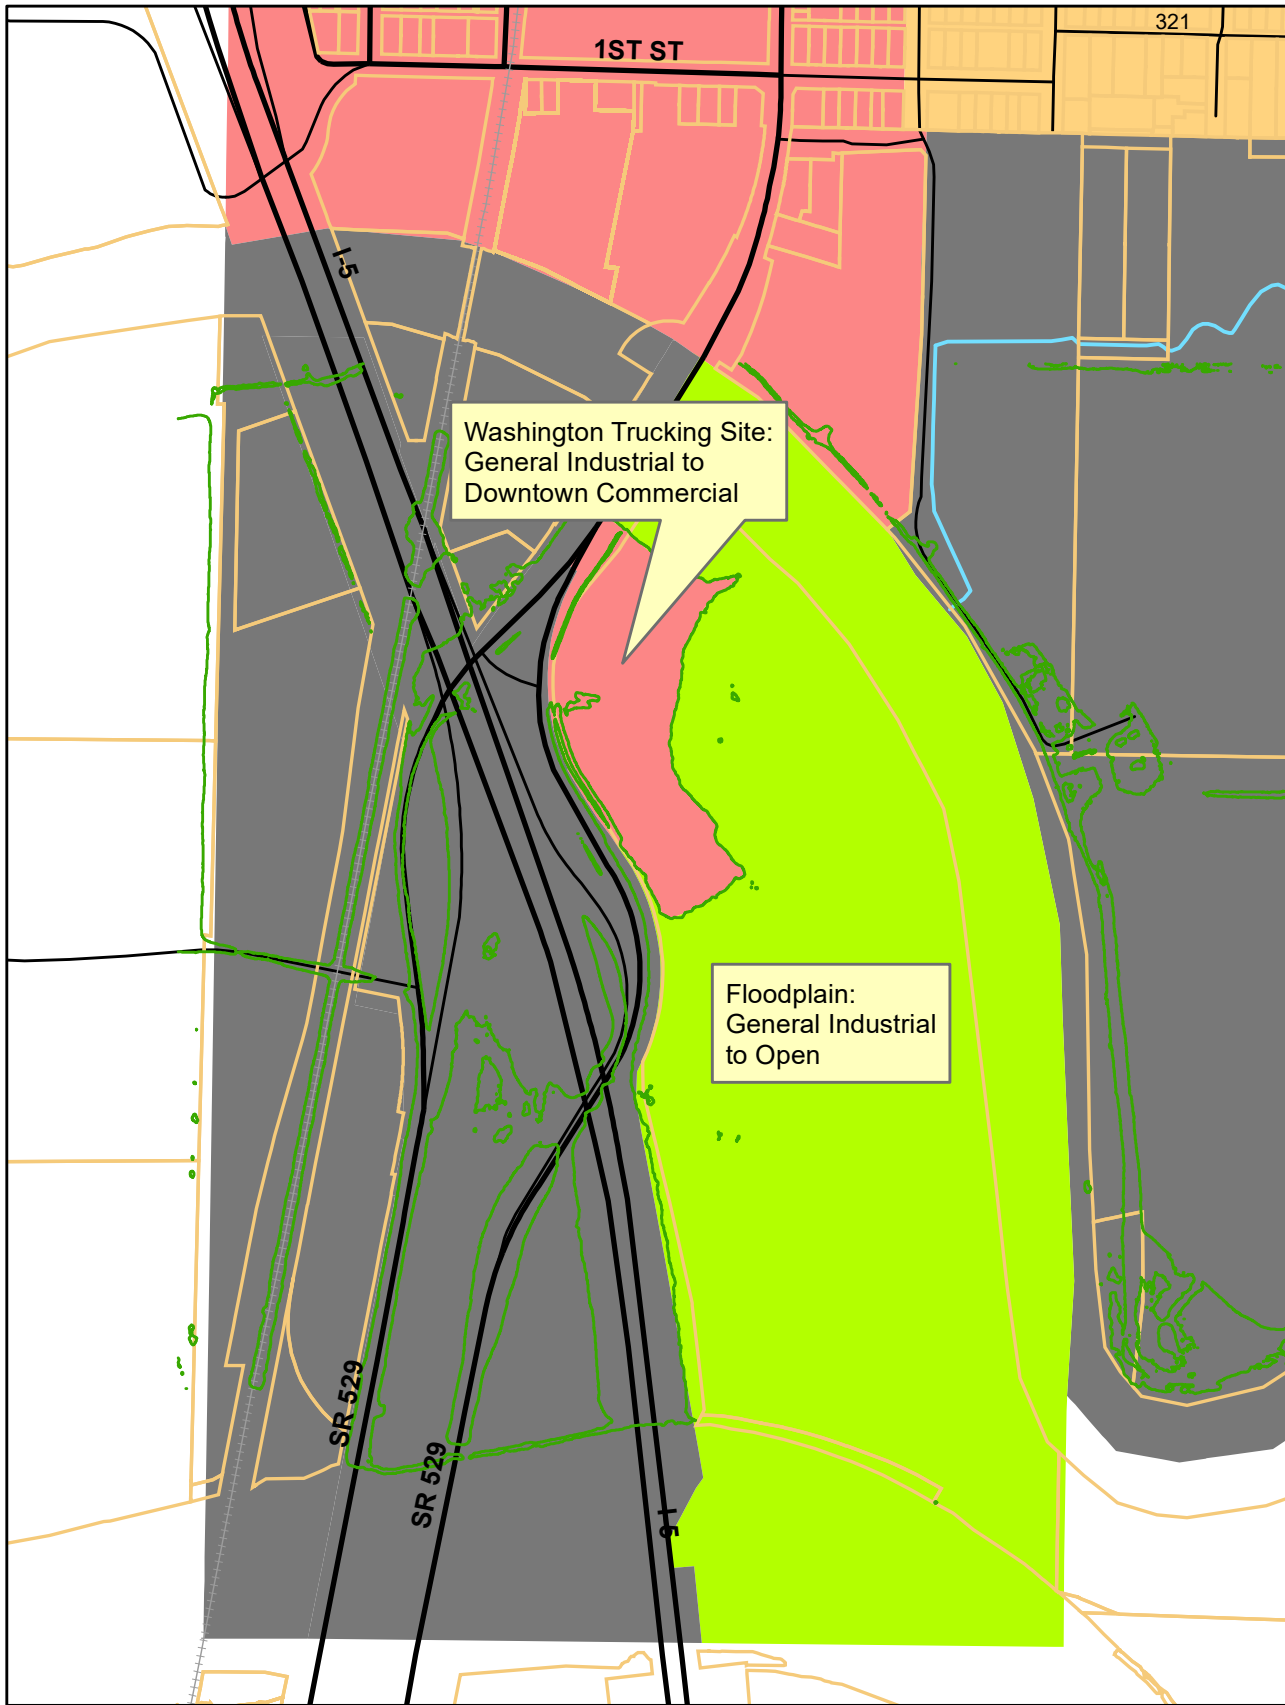 321
1ST ST
I-5
Washington Trucking Site:
General Industrial to
Downtown Commercial
Floodplain:
General Industrial
to Open
SR 529
SR 529
I-5